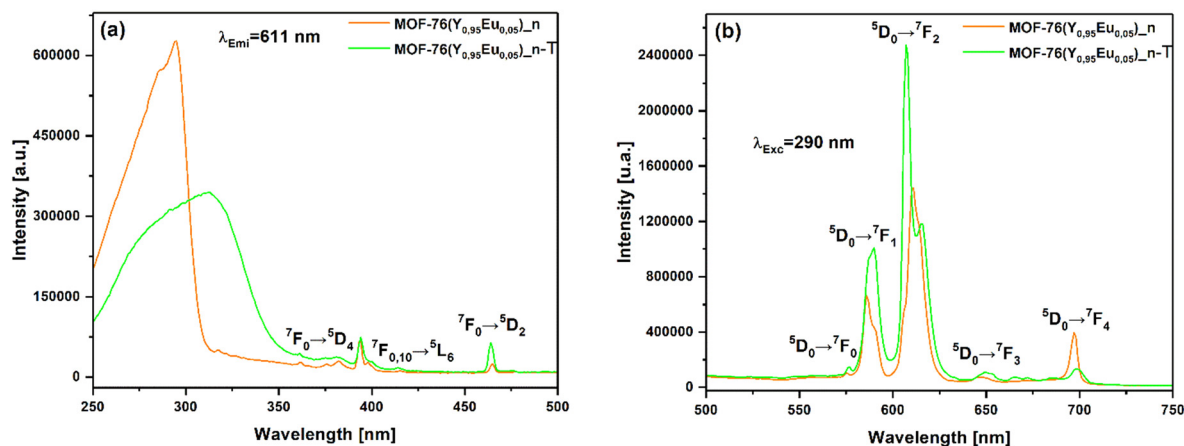 (a)
λEmi=611 nm
MOF-76(Y0,95Eu0,05)_n
MOF-76(Y0,95Eu0,05)_n-T
Intensity [a.u.]
600000
450000
300000
150000
0
⁷F₀→⁵D₄
⁷F₀,₁₀→⁵L₆
⁷F₀→⁵D₂
250 300 350 400 450 500
Wavelength [nm]
(b)
⁵D₀→⁷F₂
MOF-76(Y0,95Eu0,05)_n
MOF-76(Y0,95Eu0,05)_n-T
λExc=290 nm
Intensity [u.a.]
2400000
2000000
1600000
1200000
800000
400000
0
⁵D₀→⁷F₁
⁵D₀→⁷F₀
⁵D₀→⁷F₃
⁵D₀→⁷F₄
500 550 600 650 700 750
Wavelength [nm]